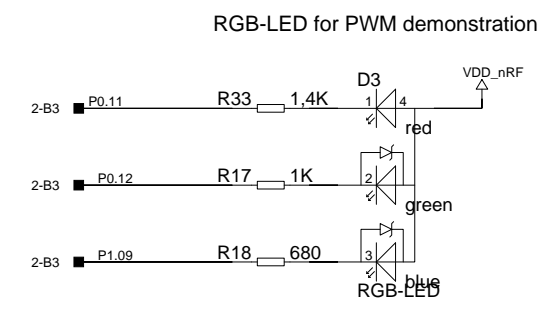 RGB-LED for PWM demonstration
D3
VDD_nRF
2-B3 P0.11 R33 1,4K 1 4
red
2-B3 P0.12 R17 1K 2
green
2-B3 P1.09 R18 680 3
blue
RGB-LED